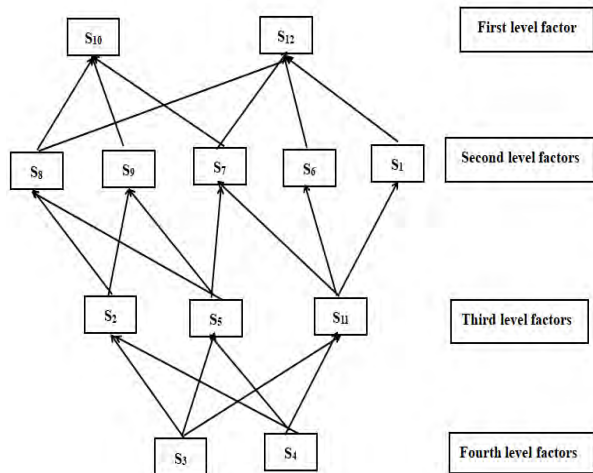 S10 S12 First level factor
S8 S9 S7 S6 S1 Second level factors
S2 S5 S11 Third level factors
S3 S4 Fourth level factors